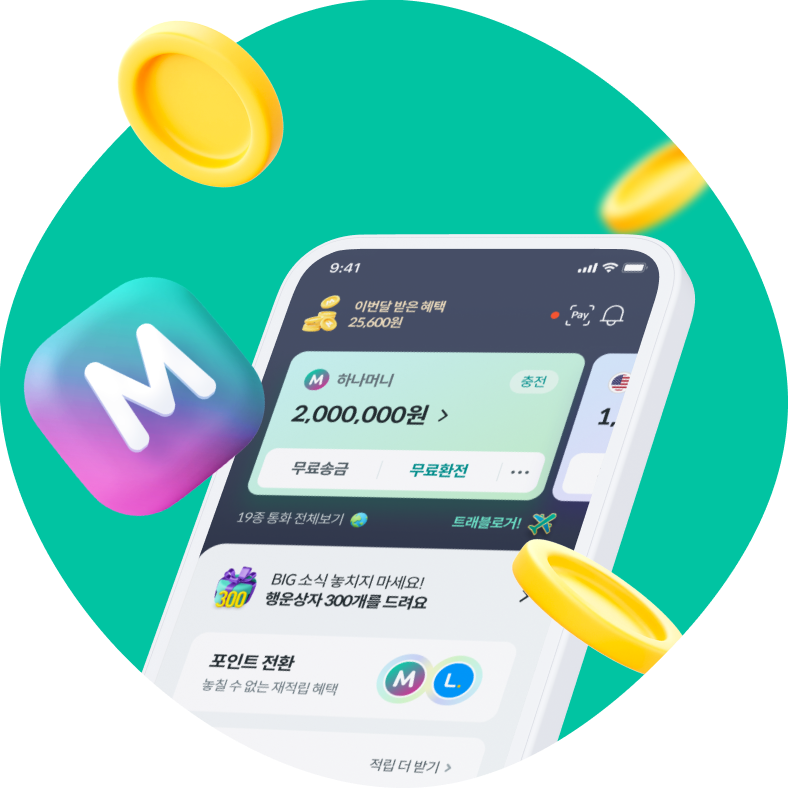 9:41
이번달 받은 혜택
25,600원
Pay
M
하나머니
충전
2,000,000원 >
1,
무료송금
무료환전
•••
19종 통화 전체보기
트래블로거!
M
300
BIG 소식 놓치지 마세요!
행운상자 300개를 드려요 >
포인트 전환
놓칠 수 없는 재적립 혜택
M
L.
적립 더 받기 >